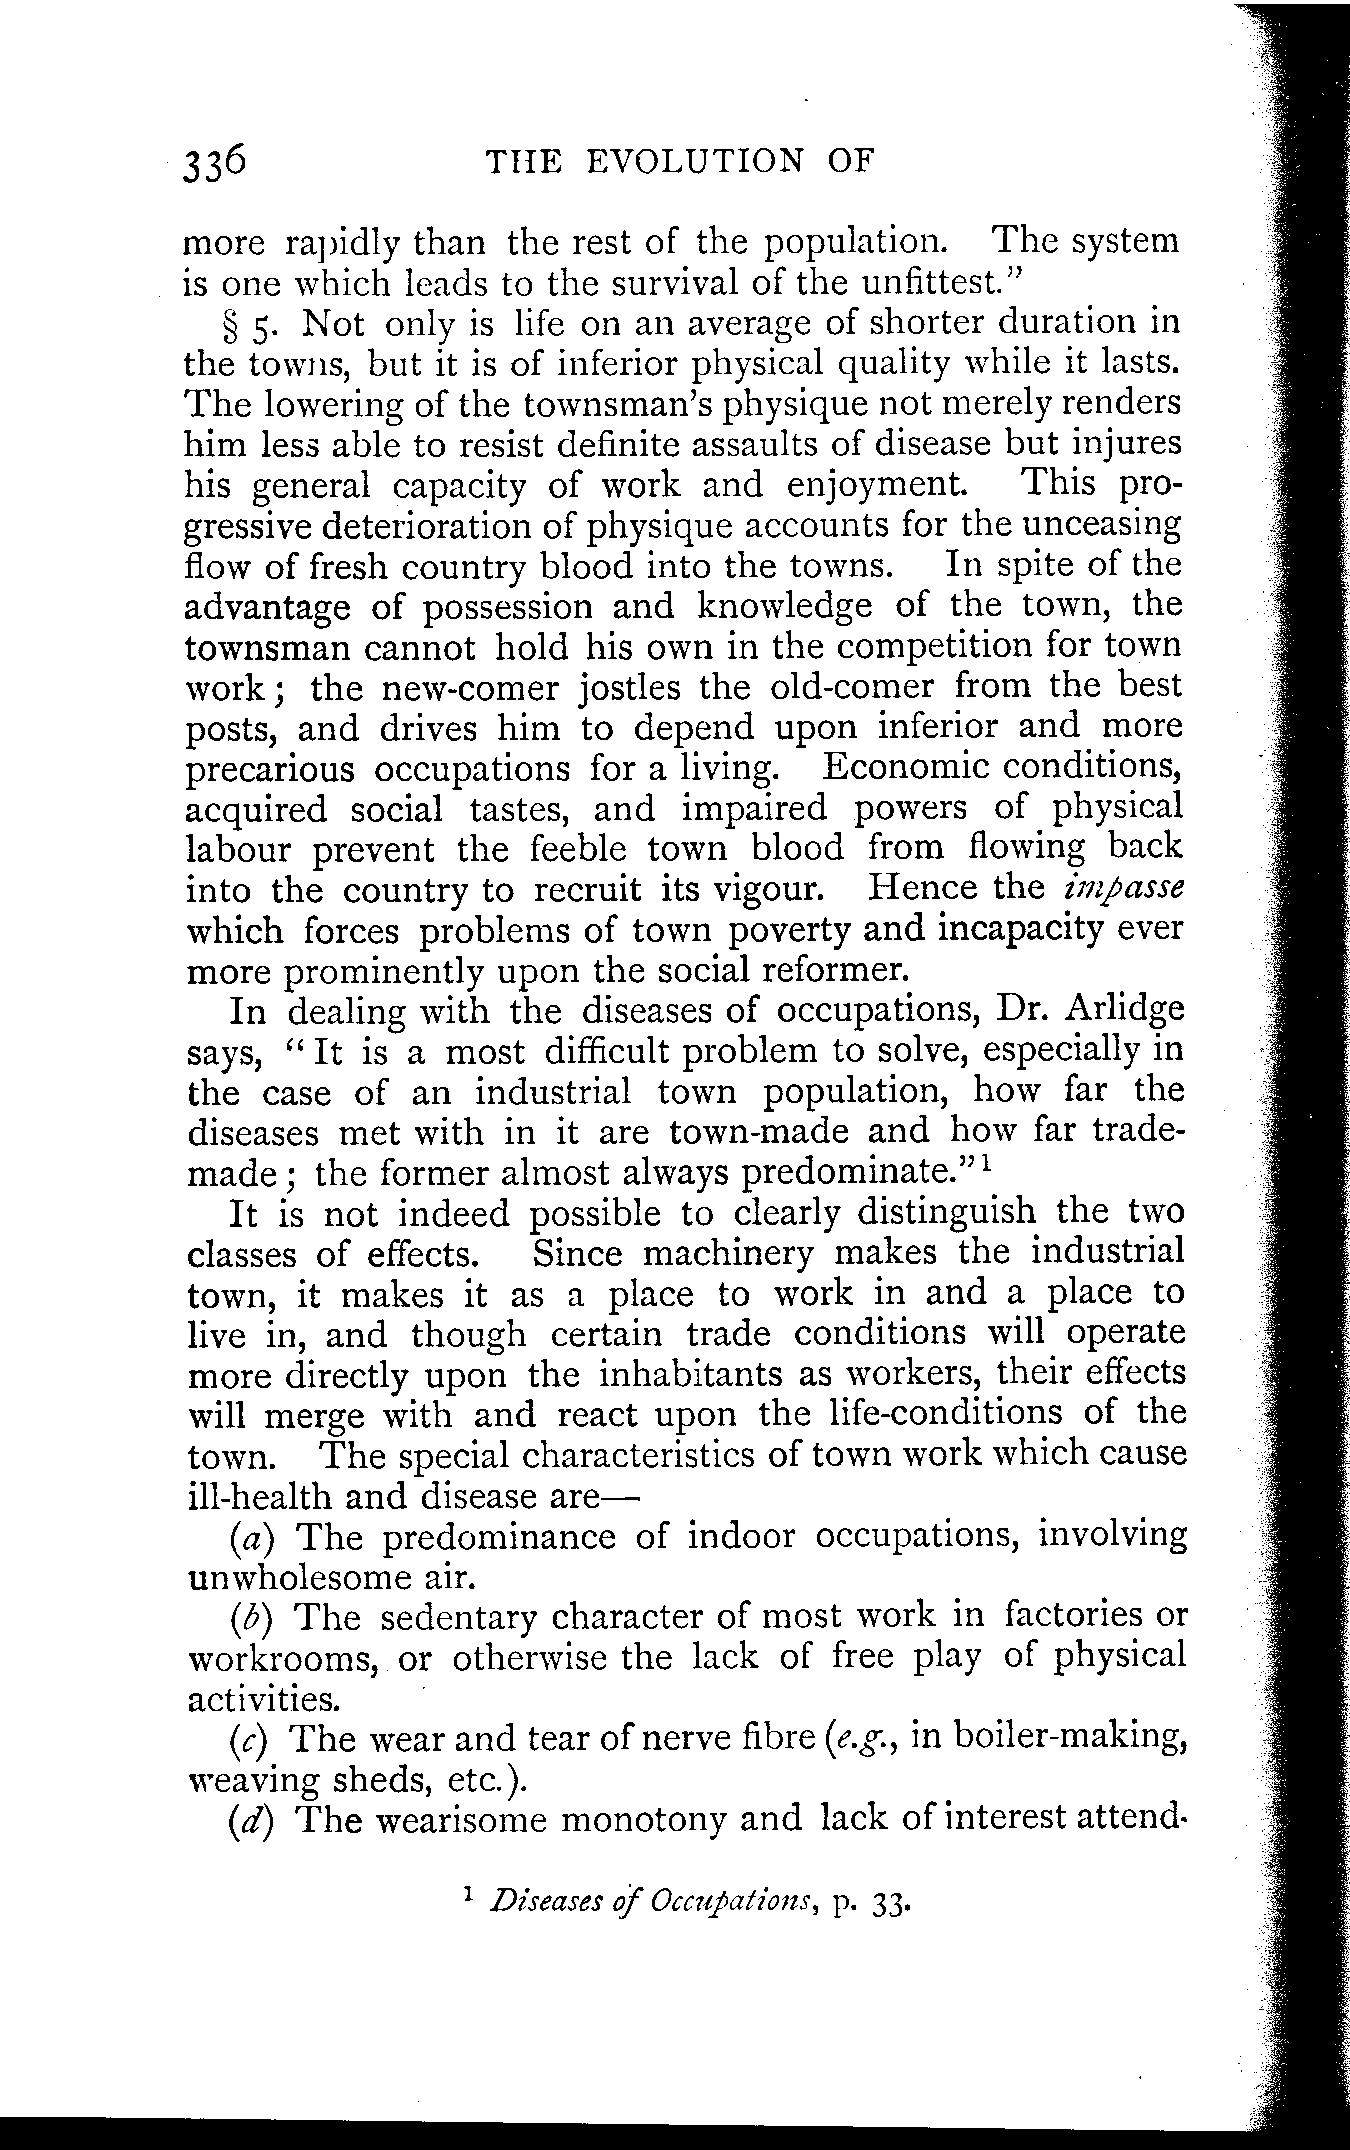 336 THE EVOLUTION OF
more rapidly than the rest of the population. The system
is one which leads to the survival of the unfittest."
§ 5. Not only is life on an average of shorter duration in
the towns, but it is of inferior physical quality while it lasts.
The lowering of the townsman's physique not merely renders
him less able to resist definite assaults of disease but injures
his general capacity of work and enjoyment. This pro-
gressive deterioration of physique accounts for the unceasing
flow of fresh country blood into the towns. In spite of the
advantage of possession and knowledge of the town, the
townsman cannot hold his own in the competition for town
work; the new-comer jostles the old-comer from the best
posts, and drives him to depend upon inferior and more
precarious occupations for a living. Economic conditions,
acquired social tastes, and impaired powers of physical
labour prevent the feeble town blood from flowing back
into the country to recruit its vigour. Hence the impasse
which forces problems of town poverty and incapacity ever
more prominently upon the social reformer.
In dealing with the diseases of occupations, Dr. Arlidge
says, "It is a most difficult problem to solve, especially in
the case of an industrial town population, how far the
diseases met with in it are town-made and how far trade-
made; the former almost always predominate."¹
It is not indeed possible to clearly distinguish the two
classes of effects. Since machinery makes the industrial
town, it makes it as a place to work in and a place to
live in, and though certain trade conditions will operate
more directly upon the inhabitants as workers, their effects
will merge with and react upon the life-conditions of the
town. The special characteristics of town work which cause
ill-health and disease are—
(a) The predominance of indoor occupations, involving
unwholesome air.
(b) The sedentary character of most work in factories or
workrooms, or otherwise the lack of free play of physical
activities.
(c) The wear and tear of nerve fibre (e.g., in boiler-making,
weaving sheds, etc.).
(d) The wearisome monotony and lack of interest attend-
¹ Diseases of Occupations, p. 33.